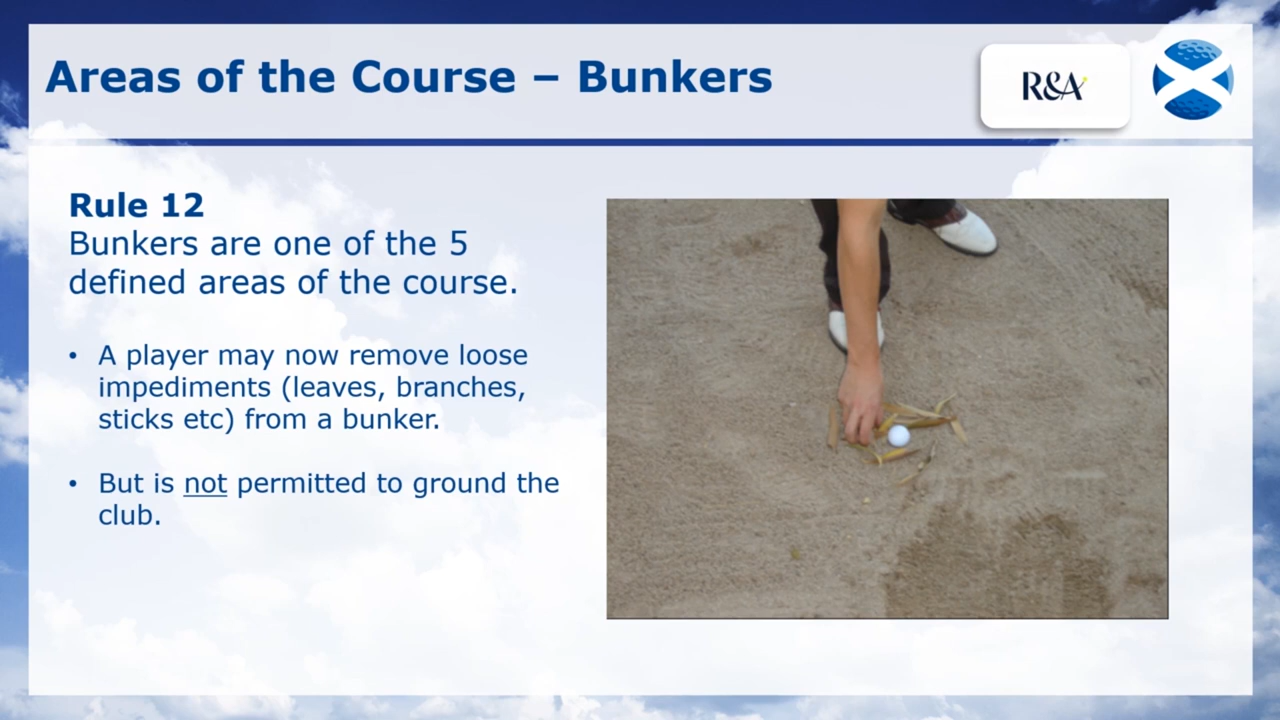 Areas of the Course – Bunkers
R&A
Rule 12
Bunkers are one of the 5
defined areas of the course.
• A player may now remove loose
impediments (leaves, branches,
sticks etc) from a bunker.
• But is not permitted to ground the
club.